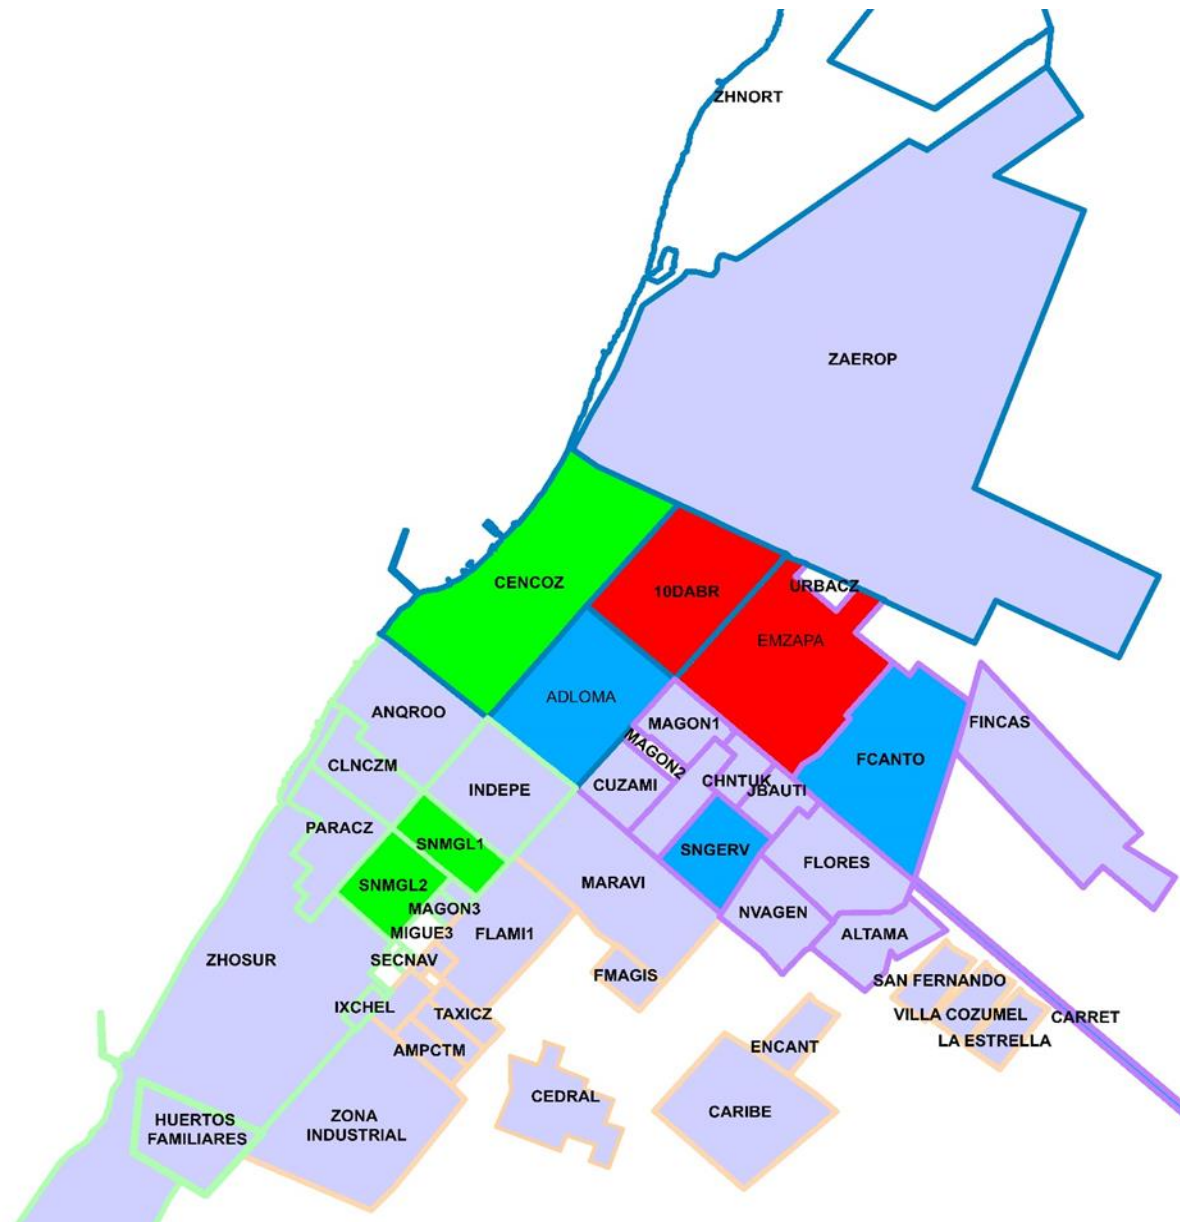 ZHNORT
ZAEROP
CENCOZ
10DABR
URBACZ
EMZAPA
ADLOMA
ANQROO
MAGON1
FINCAS
MAGON2
FCANTO
CLNCZM
INDEPE
CUZAMI
CHNTUK
JBAUTI
PARACZ
SNMGL1
SNGERV
FLORES
SNMGL2
MARAVI
MAGON3
NVAGEN
MIGUE3
FLAMI1
ALTAMA
ZHOSUR
SECNAV
FMAGIS
SAN FERNANDO
IXCHEL
TAXICZ
VILLA COZUMEL
CARRET
LA ESTRELLA
AMPCTM
ENCANT
CEDRAL
CARIBE
HUERTOS
FAMILIARES
ZONA
INDUSTRIAL